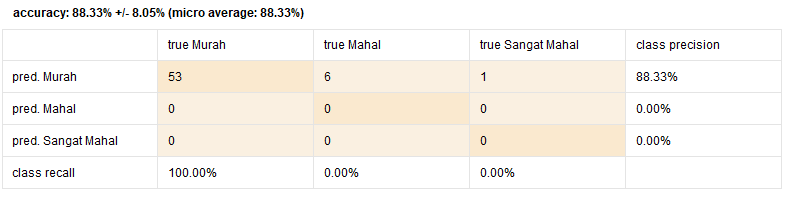 accuracy: 88.33% +/- 8.05% (micro average: 88.33%)
true Murah true Mahal true Sangat Mahal class precision
pred. Murah 53 6 1 88.33%
pred. Mahal 0 0 0 0.00%
pred. Sangat Mahal 0 0 0 0.00%
class recall 100.00% 0.00% 0.00%